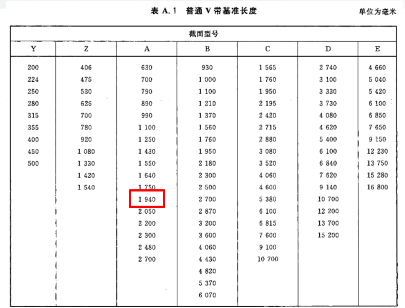 表 A.1 普通 V 带基准长度 单位为毫米
截面型号
Y Z A B C D E
200 406 630 930 1 565 2 740 4 660
224 475 700 1 000 1 760 3 100 5 040
250 530 790 1 100 1 950 3 330 5 420
280 625 890 1 210 2 195 3 730 6 100
315 700 990 1 370 2 420 4 080 6 850
355 780 1 100 1 560 2 715 4 620 7 650
400 920 1 250 1 760 2 880 5 400 9 150
450 1 080 1 430 1 950 3 080 6 100 12 230
500 1 330 1 550 2 180 3 520 6 840 13 750
1 420 1 640 2 300 4 060 7 620 15 280
1 540 1 750 2 500 4 600 9 140 16 800
1 940 2 700 5 380 10 700
2 050 2 870 6 100 12 200
2 200 3 200 6 815 13 700
2 300 3 600 7 600 15 200
2 480 4 060 9 100
2 700 4 430 10 700
4 820
5 370
6 070